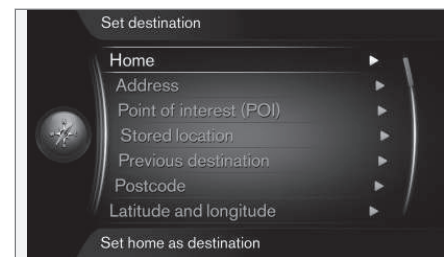 Set destination
Home
Address
Point of interest (POI)
Stored location
Previous destination
Postcode
Latitude and longitude
Set home as destination